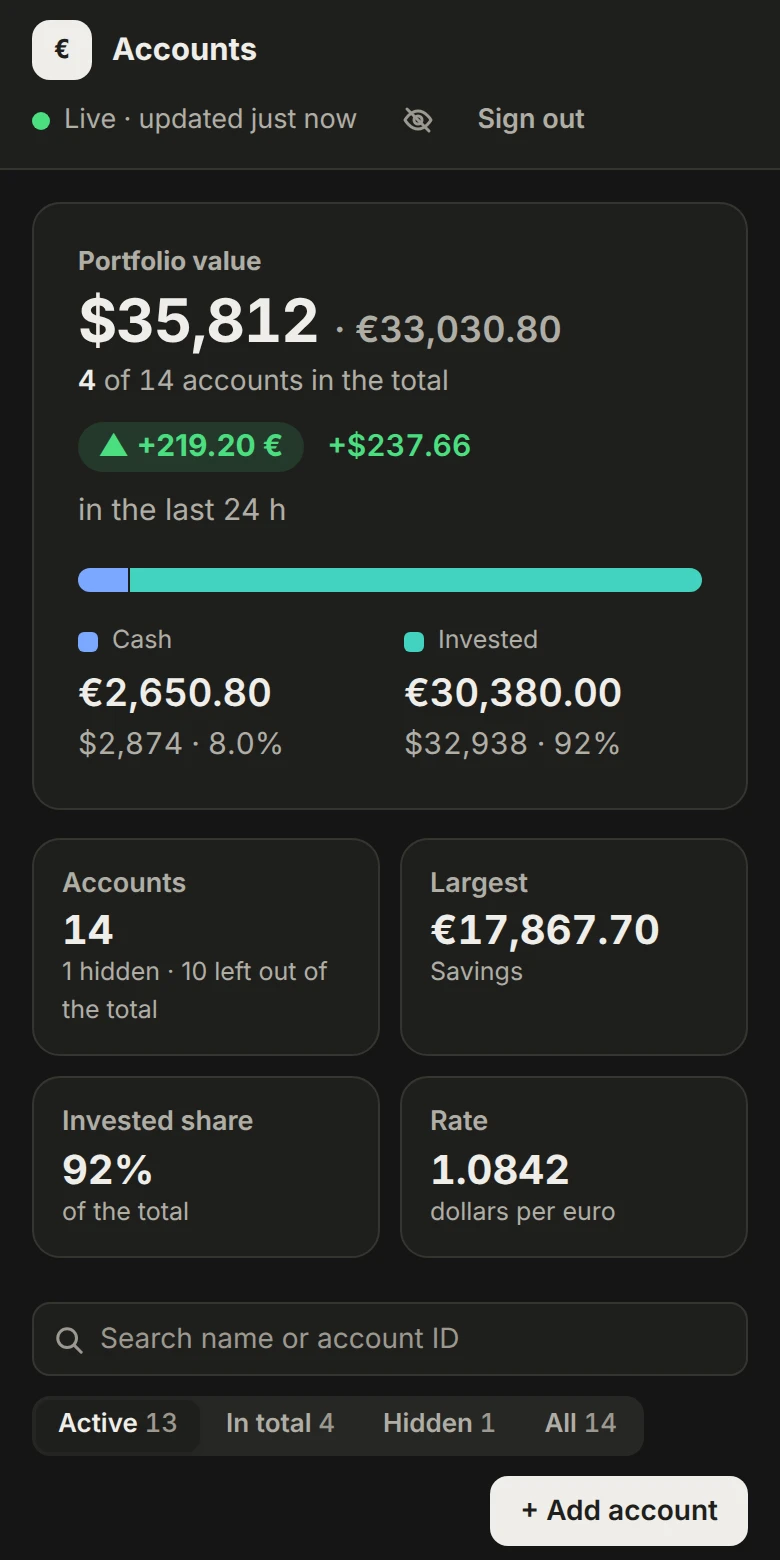 € Accounts
Live · updated just now Sign out
Portfolio value
$35,812 · €33,030.80
4 of 14 accounts in the total
▲ +219.20 € +$237.66
in the last 24 h
Cash Invested
€2,650.80 €30,380.00
$2,874 · 8.0% $32,938 · 92%
Accounts
14
1 hidden · 10 left out of
the total
Largest
€17,867.70
Savings
Invested share
92%
of the total
Rate
1.0842
dollars per euro
Search name or account ID
Active 13 In total 4 Hidden 1 All 14
+ Add account